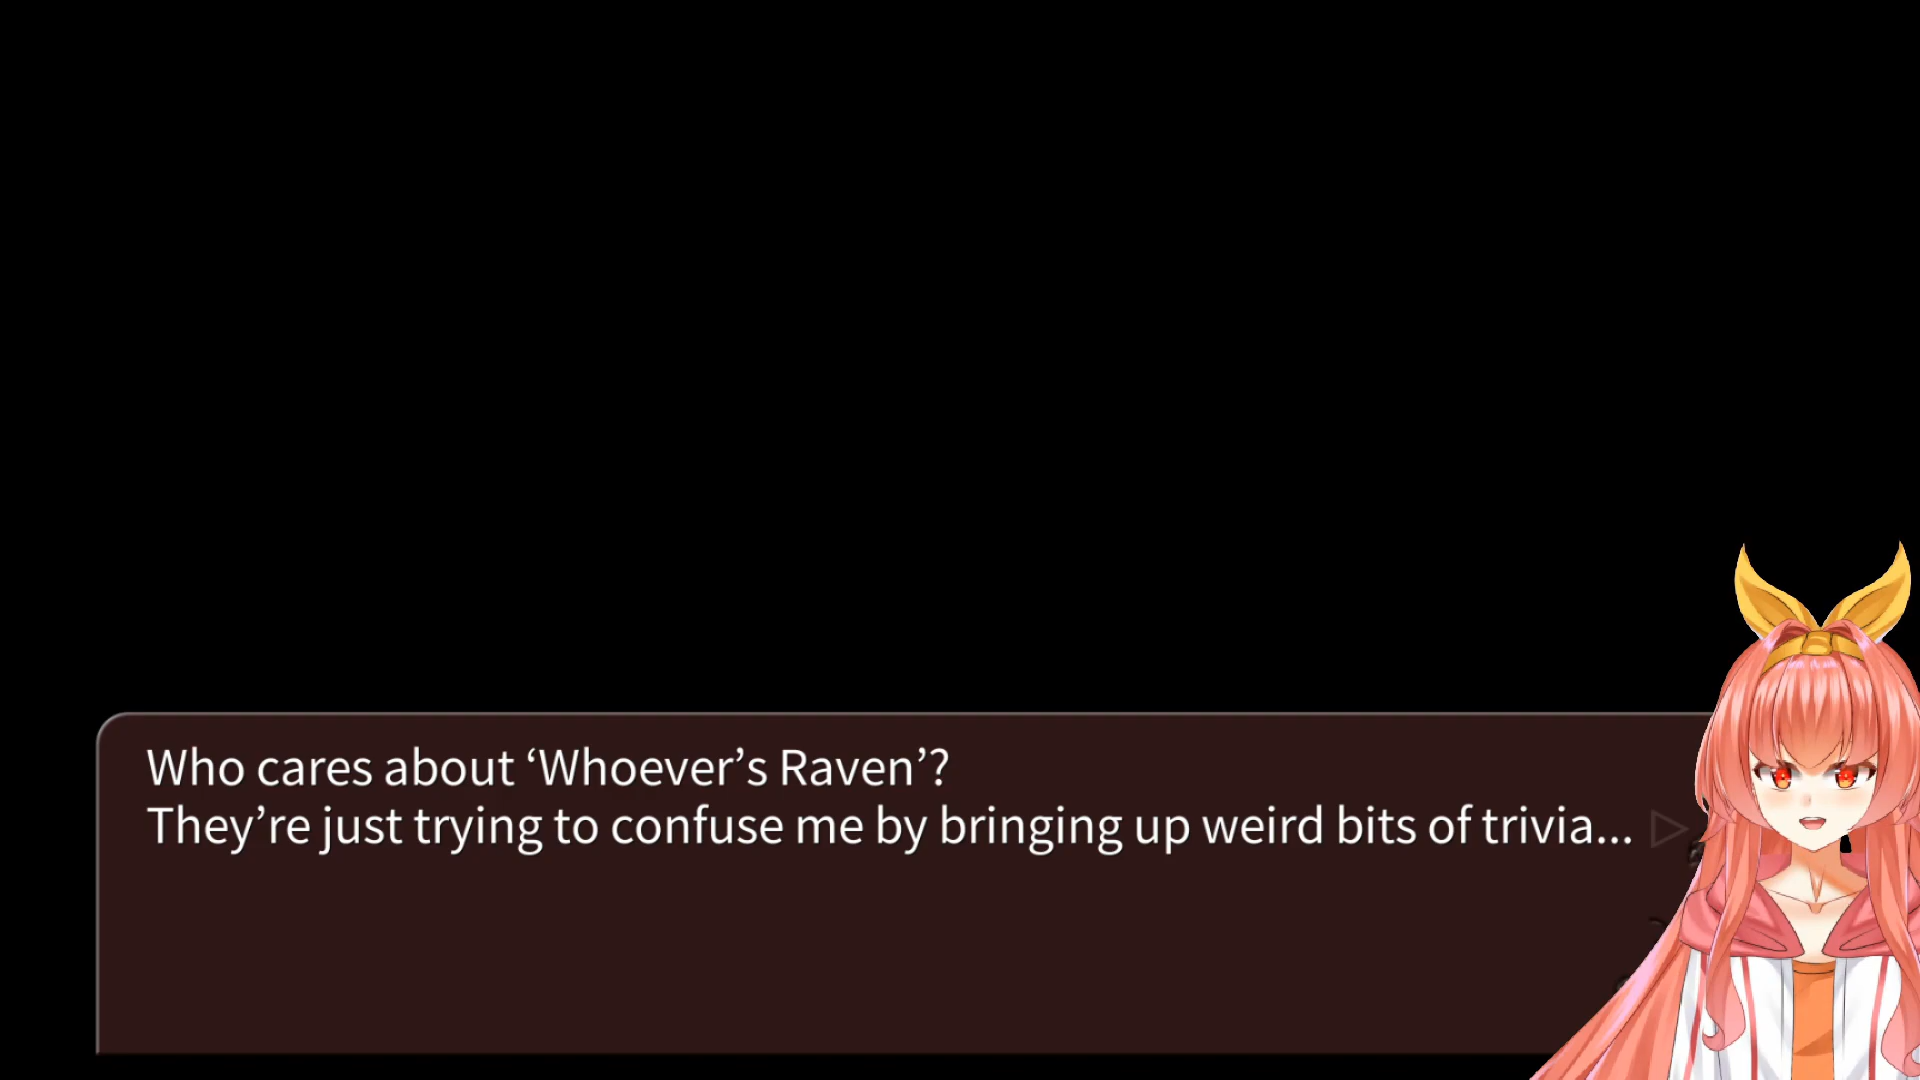 Who cares about ‘Whoever’s Raven’?
They’re just trying to confuse me by bringing up weird bits of trivia...